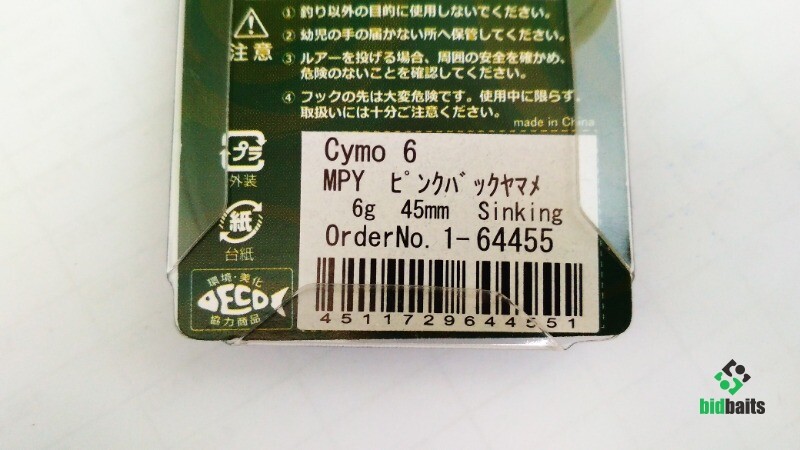 ① 釣り以外の目的に使用しないでください。
② 幼児の手の届かない所へ保管してください。
③ ルアーを投げる場合、周囲の安全を確かめ、
危険のないことを確認してください。
④ フックの先は大変危険です。使用中に限らず、
取扱いには十分ご注意ください。
注意
made in China
プラ
外装
紙
台紙
環境・美化
ECO
協力商品
Cymo 6
MPY ﾋﾟﾝｸﾊﾞｯｸﾔﾏﾒ
6g 45mm Sinking
OrderNo. 1-64455
4511729644551
bidbaits